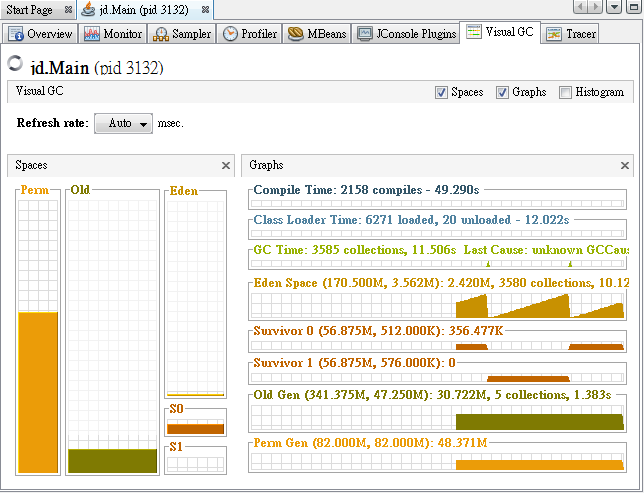 Start Page jd.Main (pid 3132)
Overview Monitor Sampler Profiler MBeans JConsole Plugins Visual GC Tracer
jd.Main (pid 3132)
Visual GC Spaces Graphs Histogram
Refresh rate: Auto msec.
Spaces
Perm Old Eden
S0
S1
Graphs
Compile Time: 2158 compiles - 49.290s
Class Loader Time: 6271 loaded, 20 unloaded - 12.022s
GC Time: 3585 collections, 11.506s Last Cause: unknown GCCau
Eden Space (170.500M, 3.562M): 2.420M, 3580 collections, 10.12
Survivor 0 (56.875M, 512.000K): 356.477K
Survivor 1 (56.875M, 576.000K): 0
Old Gen (341.375M, 47.250M): 30.722M, 5 collections, 1.383s
Perm Gen (82.000M, 82.000M): 48.371M